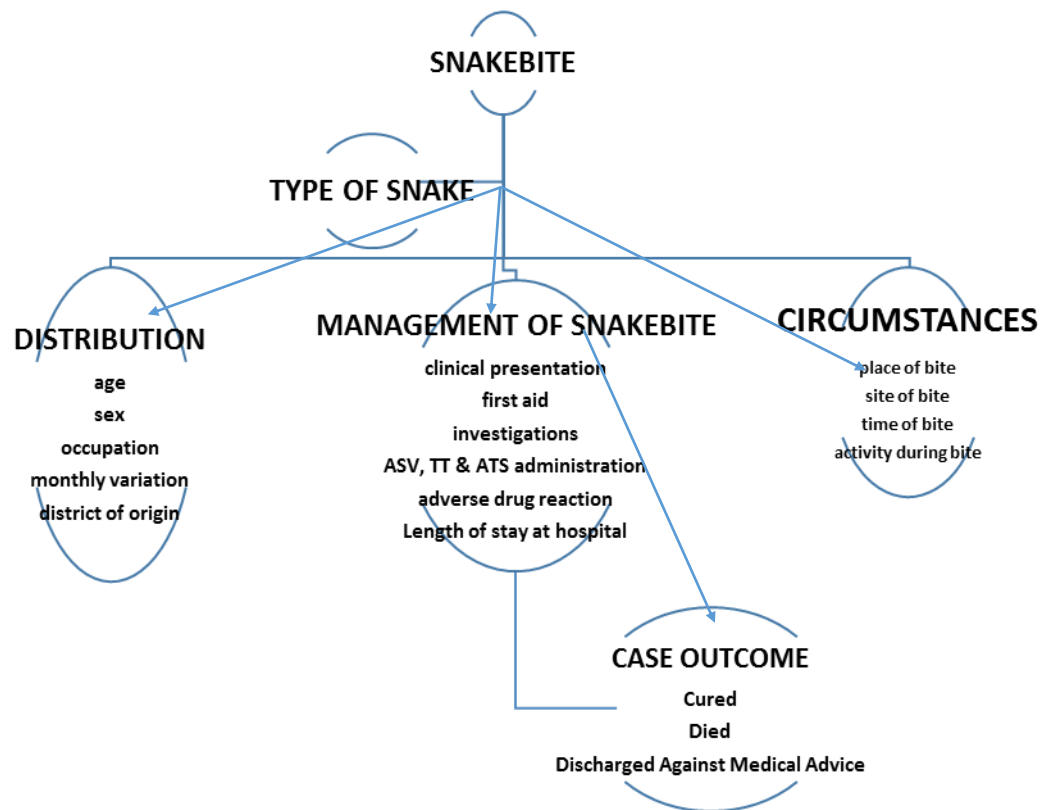 SNAKEBITE
TYPE OF SNAKE
DISTRIBUTION
age
sex
occupation
monthly variation
district of origin
MANAGEMENT OF SNAKEBITE
clinical presentation
first aid
investigations
ASV, TT & ATS administration
adverse drug reaction
Length of stay at hospital
CIRCUMSTANCES
place of bite
site of bite
time of bite
activity during bite
CASE OUTCOME
Cured
Died
Discharged Against Medical Advice